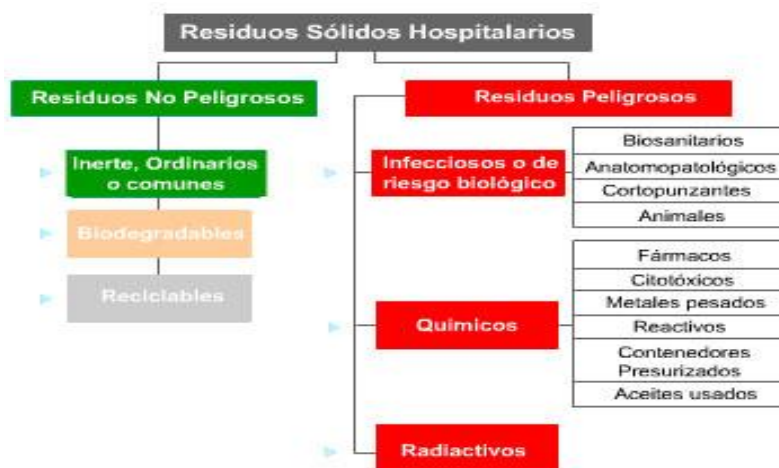 Residuos Sólidos Hospitalarios
Residuos No Peligrosos
Inerte, Ordinarios
o comunes
Biodegradables
Reciclables
Residuos Peligrosos
Infecciosos o de
riesgo biológico
Biosanitarios
Anatomopatológicos
Cortopunzantes
Animales
Químicos
Fármacos
Citotóxicos
Metales pesados
Reactivos
Contenedores
Presurizados
Aceites usados
Radiactivos